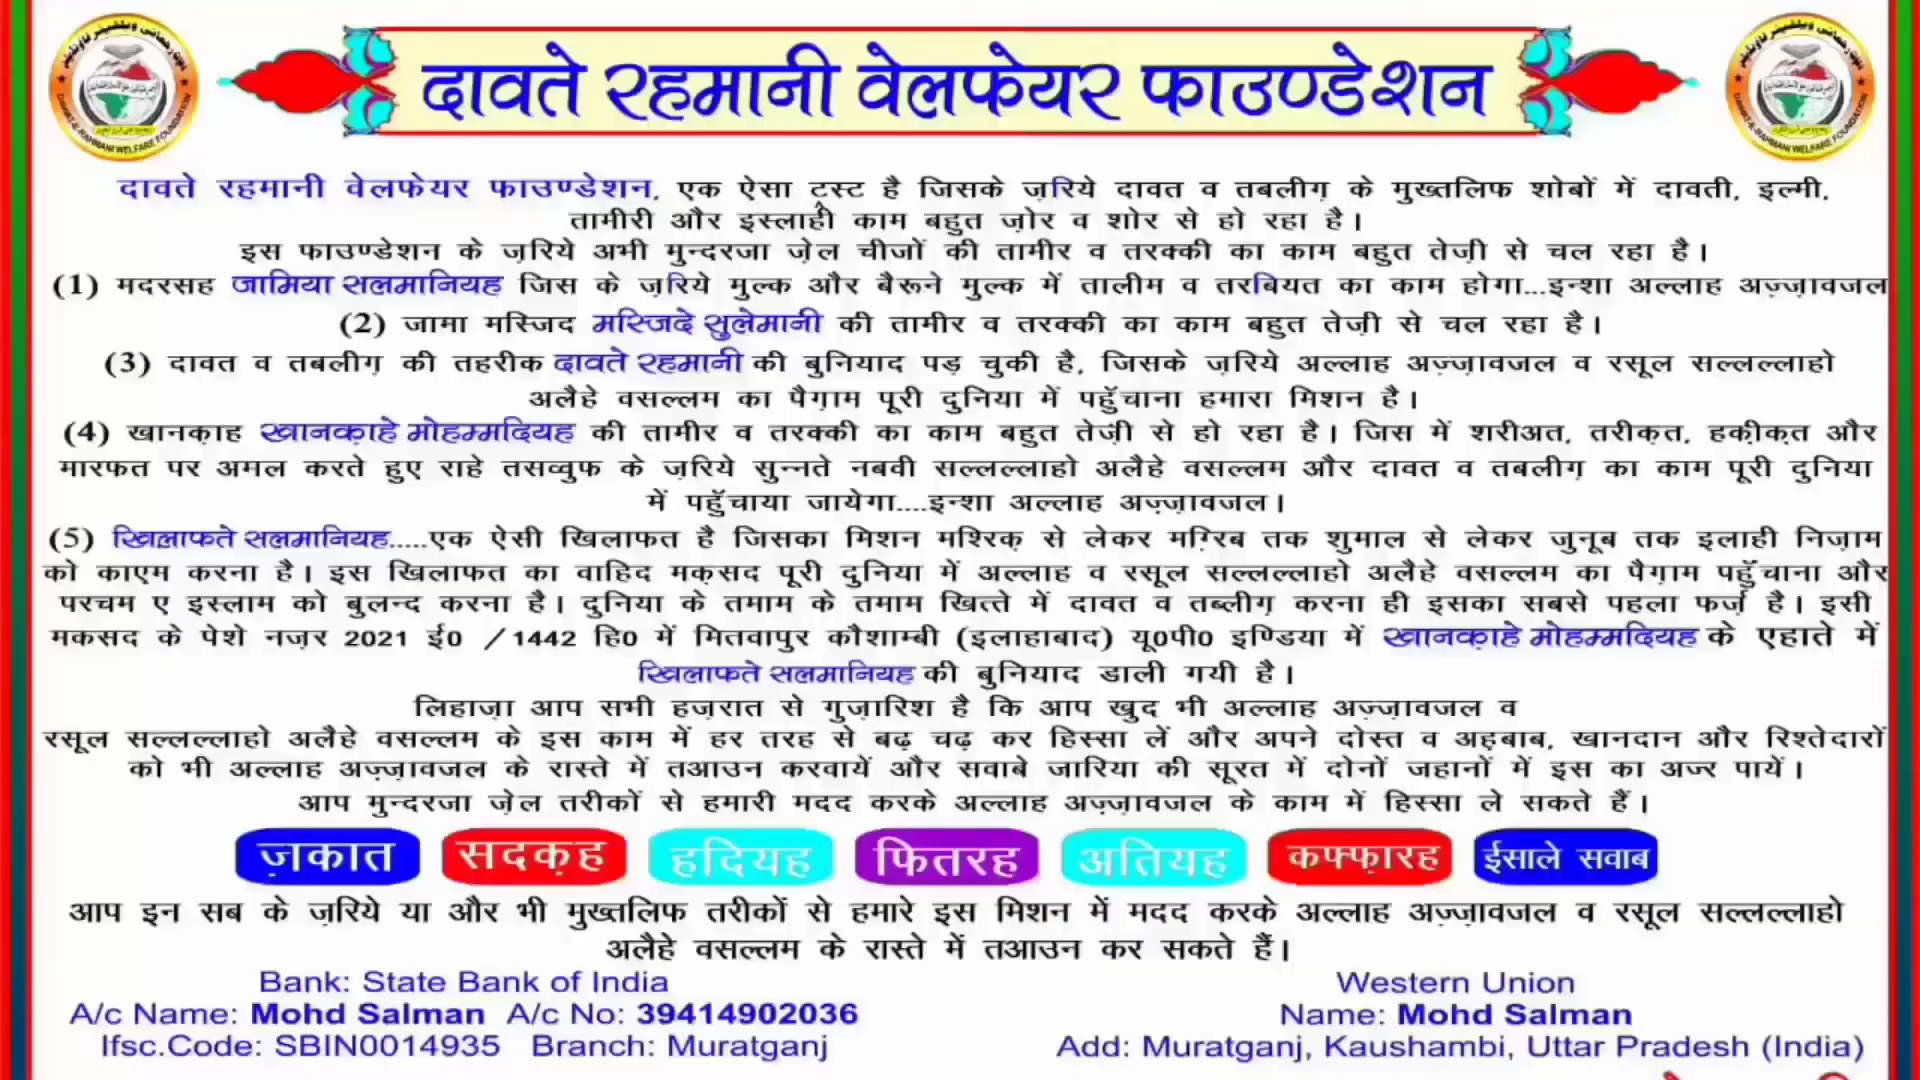 दावते रहमानी वेलफेयर फाउण्डेशन
दावते रहमानी वेलफेयर फाउण्डेशन, एक ऐसा ट्रस्ट है जिसके ज़रिये दावत व तबलीग़ के मुख्तलिफ शोबों में दावती, इल्मी,
तामीरी और इस्लाही काम बहुत ज़ोर व शोर से हो रहा है।
इस फाउण्डेशन के ज़रिये अभी मुन्दरजा ज़ेल चीजों की तामीर व तरक्की का काम बहुत तेज़ी से चल रहा है।
(1) मदरसह जामिया सलमानियह जिस के ज़रिये मुल्क और बैरूने मुल्क में तालीम व तरबियत का काम होगा...इन्शा अल्लाह अज़्ज़ावजल
(2) जामा मस्जिद मस्जिदे सुलेमानी की तामीर व तरक्की का काम बहुत तेज़ी से चल रहा है।
(3) दावत व तबलीग़ की तहरीक दावते रहमानी की बुनियाद पड़ चुकी है, जिसके ज़रिये अल्लाह अज़्ज़ावजल व रसूल सल्लल्लाहो
अलैहे वसल्लम का पैग़ाम पूरी दुनिया में पहुँचाना हमारा मिशन है।
(4) खानक़ाह खानक़ाहे मोहम्मदियह की तामीर व तरक्की का काम बहुत तेज़ी से हो रहा है। जिस में शरीअत, तरीक़त, हक़ीक़त और
मारफत पर अमल करते हुए राहे तसव्वुफ के ज़रिये सुन्नते नबवी सल्लल्लाहो अलैहे वसल्लम और दावत व तबलीग़ का काम पूरी दुनिया
में पहुँचाया जायेगा....इन्शा अल्लाह अज़्ज़ावजल।
(5) खिलाफते सलमानियह.....एक ऐसी खिलाफत है जिसका मिशन मश्रिक़ से लेकर मग़्रिब तक शुमाल से लेकर जुनूब तक इलाही निज़ाम
को काएम करना है। इस खिलाफत का वाहिद मक़सद पूरी दुनिया में अल्लाह व रसूल सल्लल्लाहो अलैहे वसल्लम का पैग़ाम पहुँचाना और
परचम ए इस्लाम को बुलन्द करना है। दुनिया के तमाम के तमाम खित्ते में दावत व तब्लीग़ करना ही इसका सबसे पहला फर्ज़ है। इसी
मकसद के पेशे नज़र 2021 ई0 /1442 हि0 में मितवापुर कौशाम्बी (इलाहाबाद) यू0पी0 इण्डिया में खानक़ाहे मोहम्मदियह के एहाते में
खिलाफते सलमानियह की बुनियाद डाली गयी है।
लिहाज़ा आप सभी हज़रात से गुज़ारिश है कि आप खुद भी अल्लाह अज़्ज़ावजल व
रसूल सल्लल्लाहो अलैहे वसल्लम के इस काम में हर तरह से बढ़ चढ़ कर हिस्सा लें और अपने दोस्त व अह़बाब, खानदान और रिश्तेदारों
को भी अल्लाह अज़्ज़ावजल के रास्ते में तआउन करवायें और सवाबे जारिया की सूरत में दोनों जहानों में इस का अज्र पायें।
आप मुन्दरजा ज़ेल तरीकों से हमारी मदद करके अल्लाह अज़्ज़ावजल के काम में हिस्सा ले सकते हैं।
ज़कात सदक़ह हदियह फितरह अतियह कफ्फ़ारह ईसाले सवाब
आप इन सब के ज़रिये या और भी मुख्तलिफ तरीकों से हमारे इस मिशन में मदद करके अल्लाह अज़्ज़ावजल व रसूल सल्लल्लाहो
अलैहे वसल्लम के रास्ते में तआउन कर सकते हैं।
Bank: State Bank of India
A/c Name: Mohd Salman A/c No: 39414902036
Ifsc.Code: SBIN0014935 Branch: Muratganj
Western Union
Name: Mohd Salman
Add: Muratganj, Kaushambi, Uttar Pradesh (India)